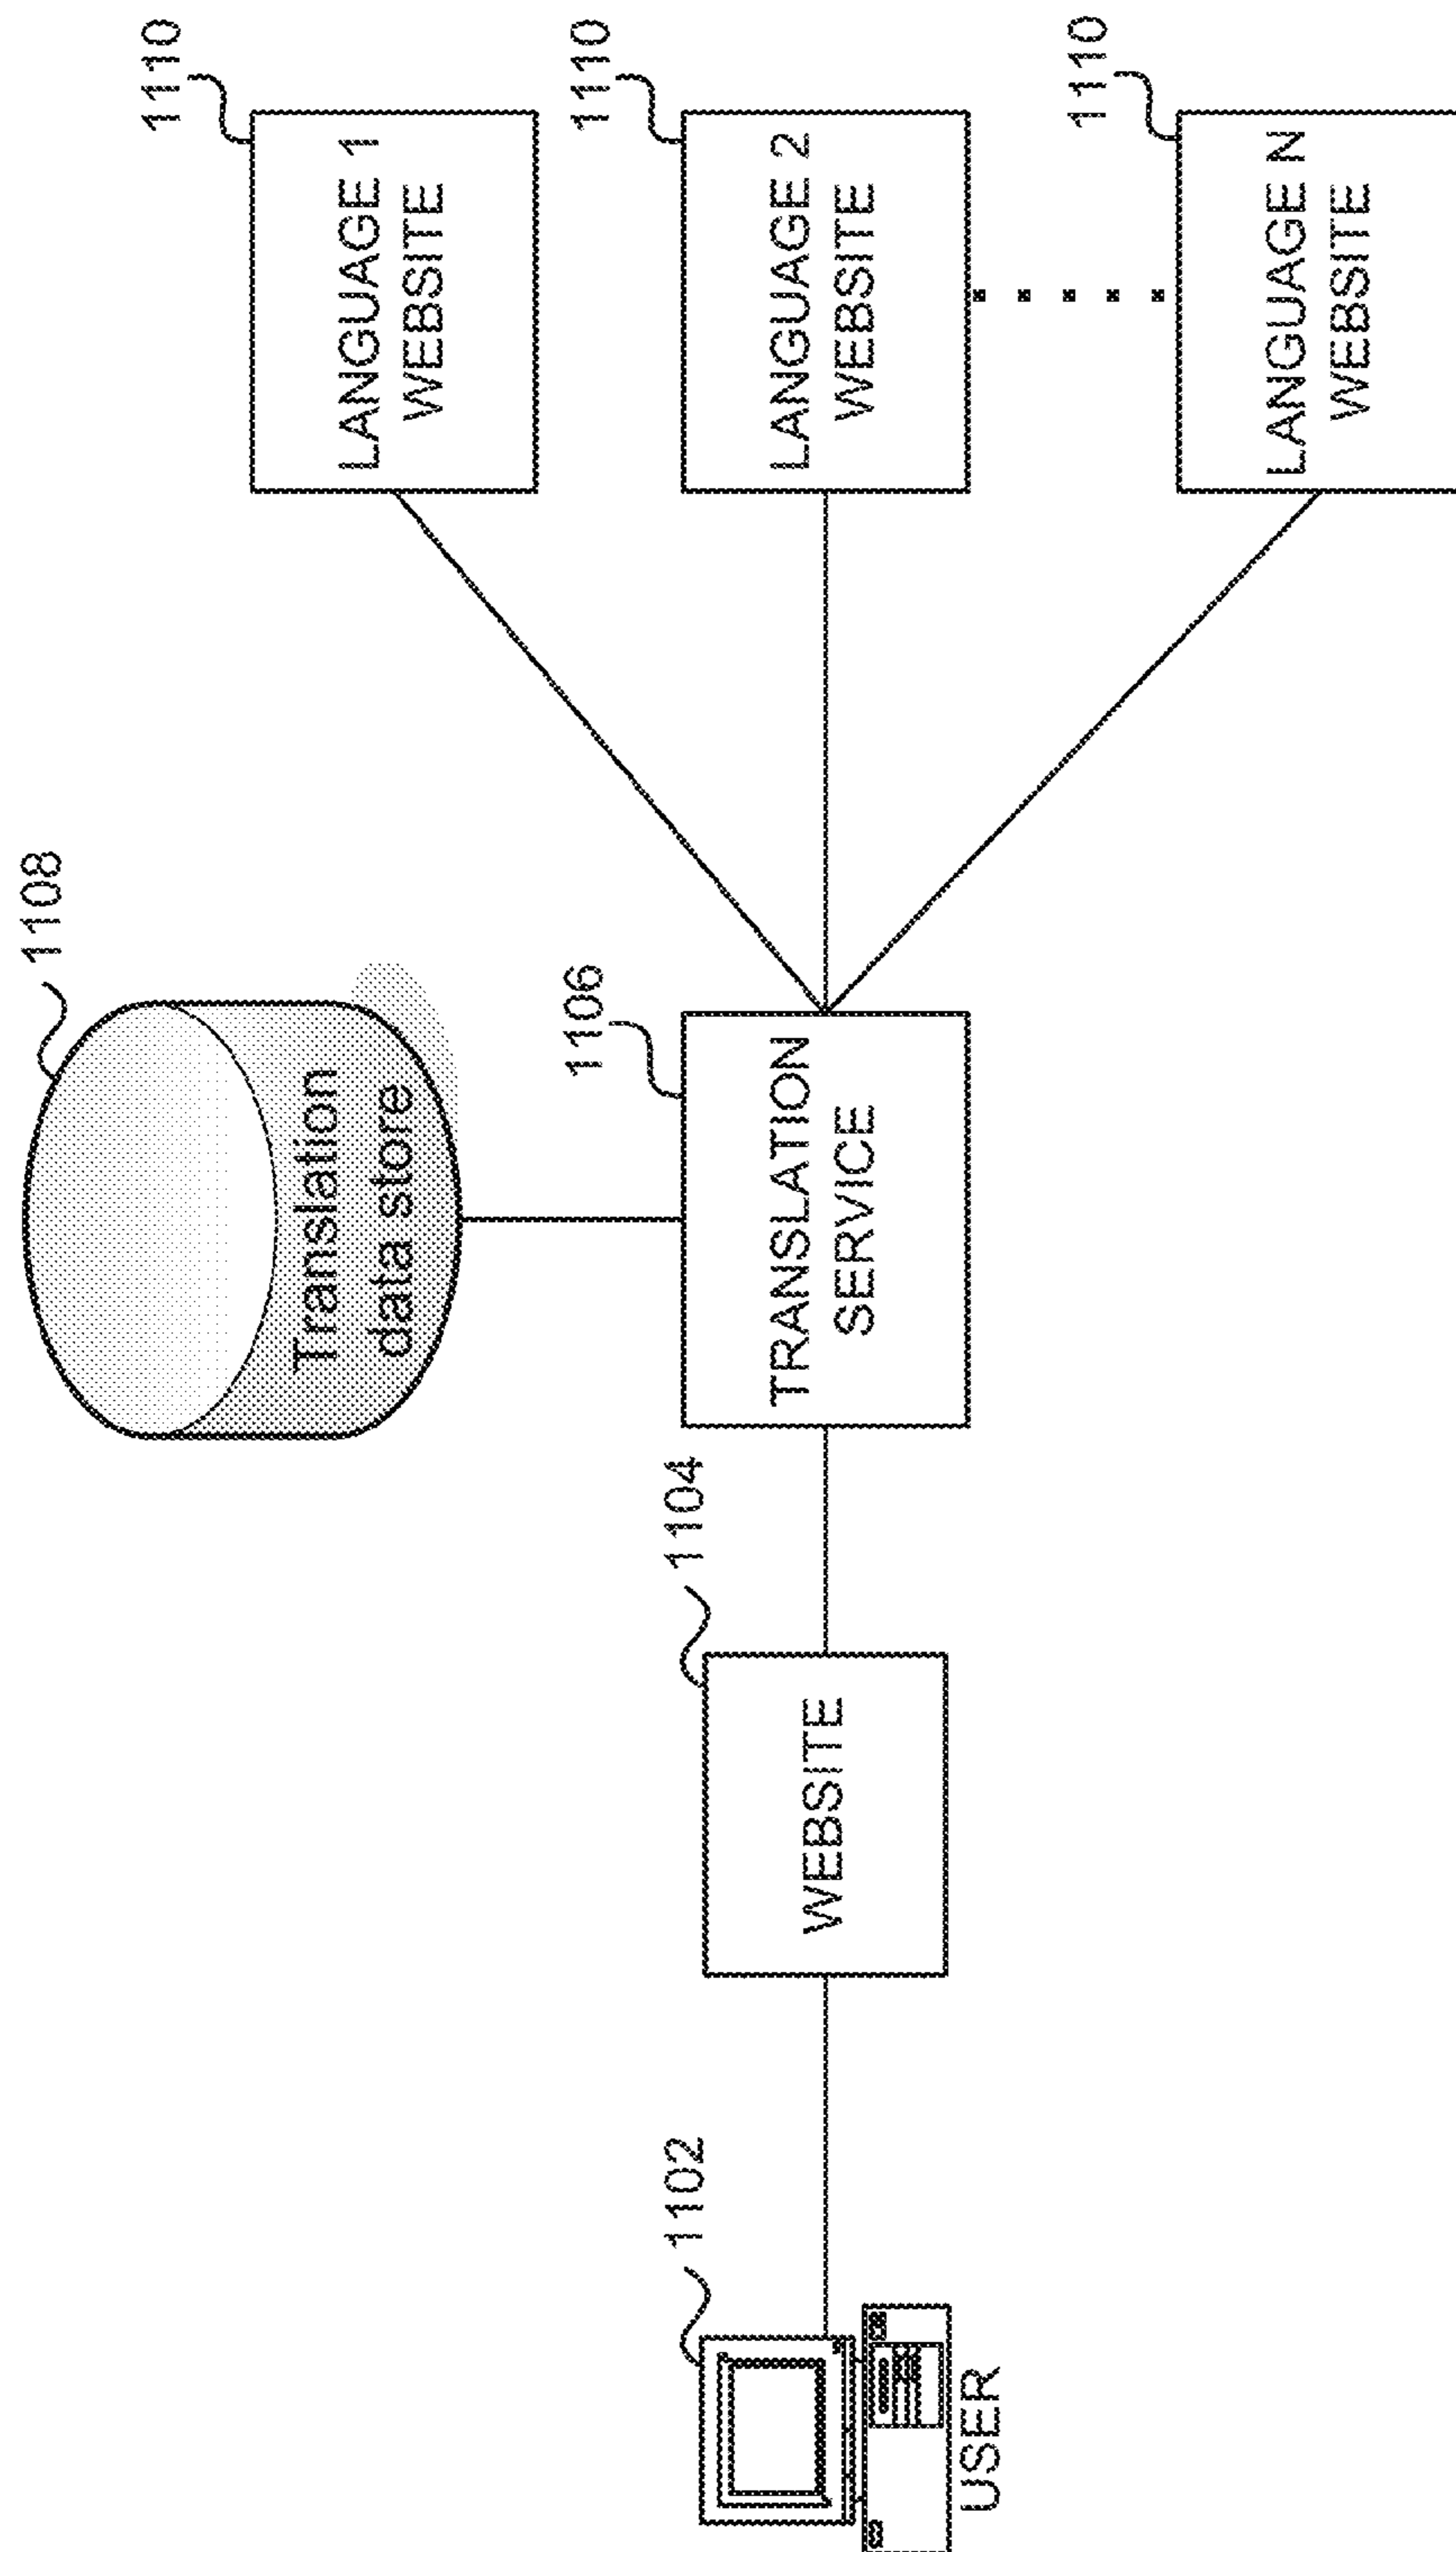 1108
Translation
data store
1110
LANGUAGE 1
WEBSITE
1102
1104
1106
1110
USER
WEBSITE
TRANSLATION
SERVICE
LANGUAGE 2
WEBSITE
1110
LANGUAGE N
WEBSITE